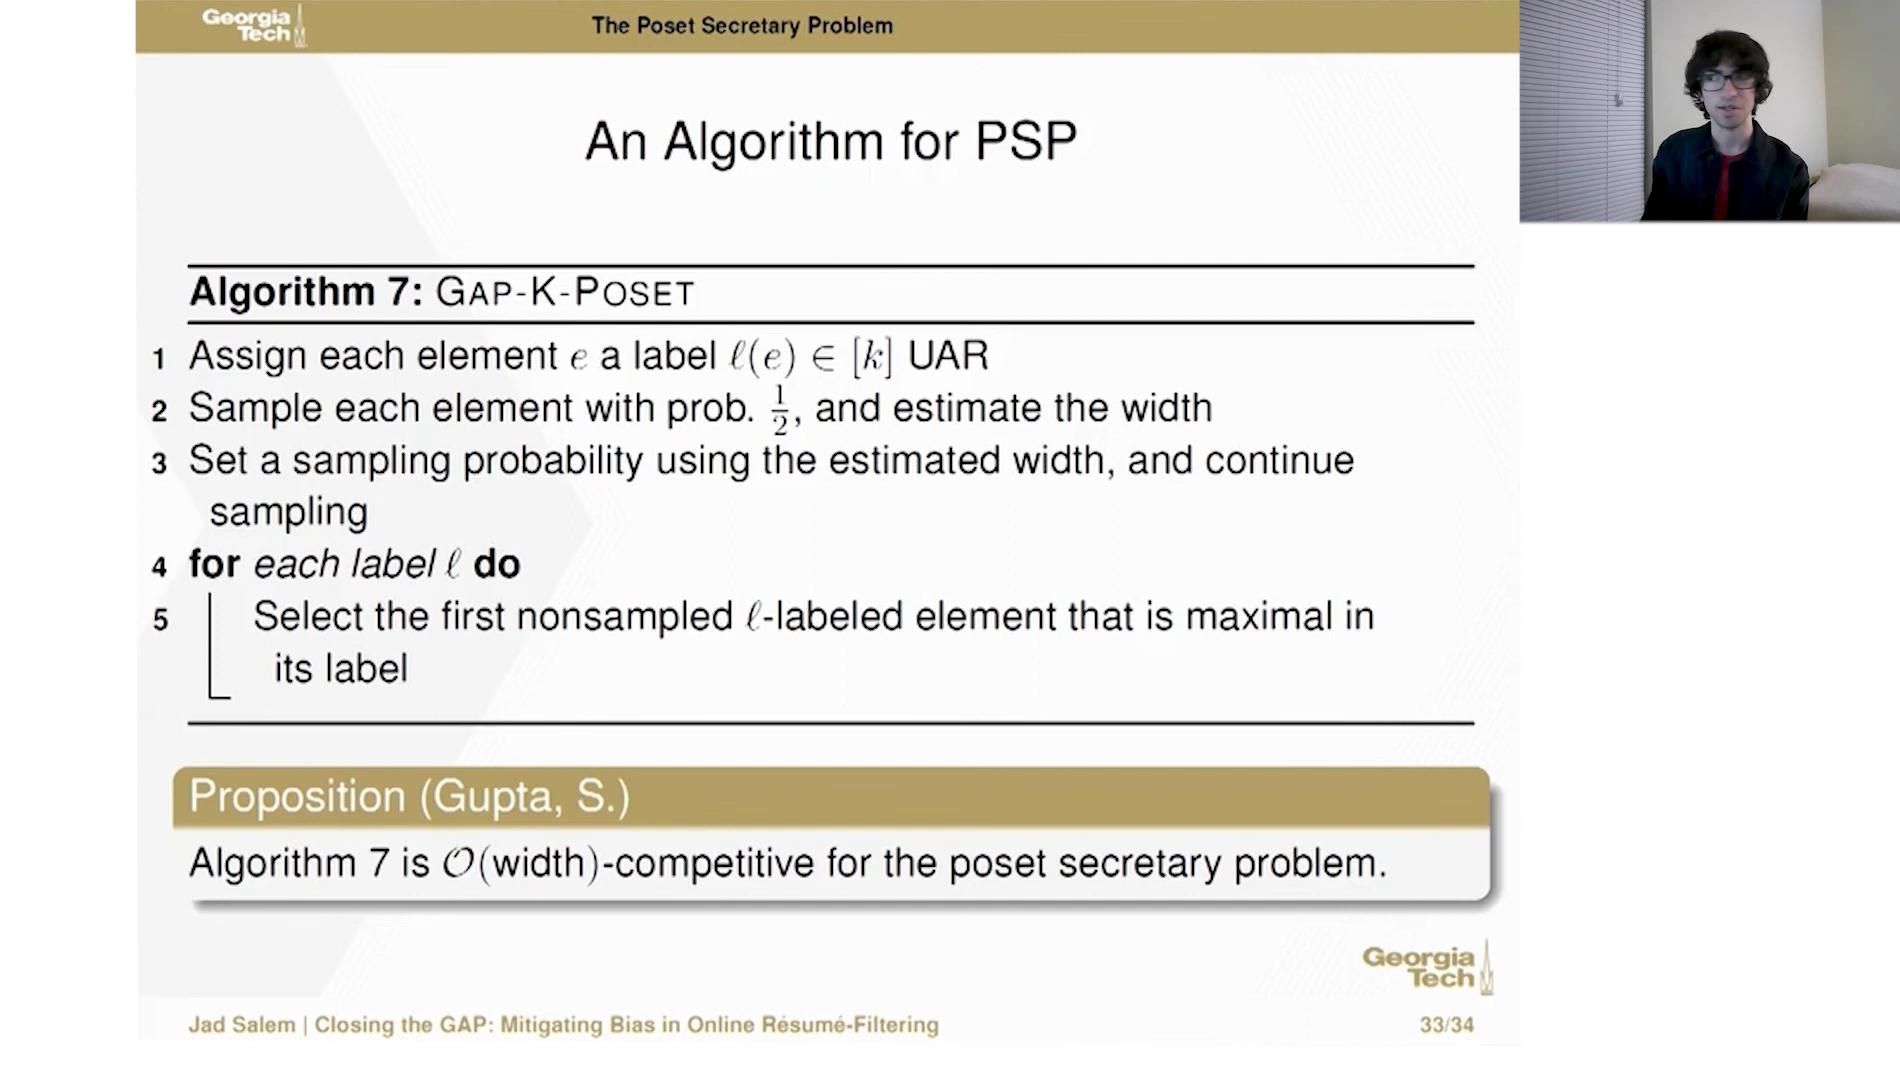 Georgia
Tech
The Poset Secretary Problem
An Algorithm for PSP
Algorithm 7: GAP-K-POSET
1 Assign each element e a label ℓ(e) ∈ [k] UAR
2 Sample each element with prob. 1/2, and estimate the width
3 Set a sampling probability using the estimated width, and continue
sampling
4 for each label ℓ do
5 Select the first nonsampled ℓ-labeled element that is maximal in
its label
Proposition (Gupta, S.)
Algorithm 7 is O(width)-competitive for the poset secretary problem.
Georgia
Tech
Jad Salem | Closing the GAP: Mitigating Bias in Online Résumé-Filtering
33/34